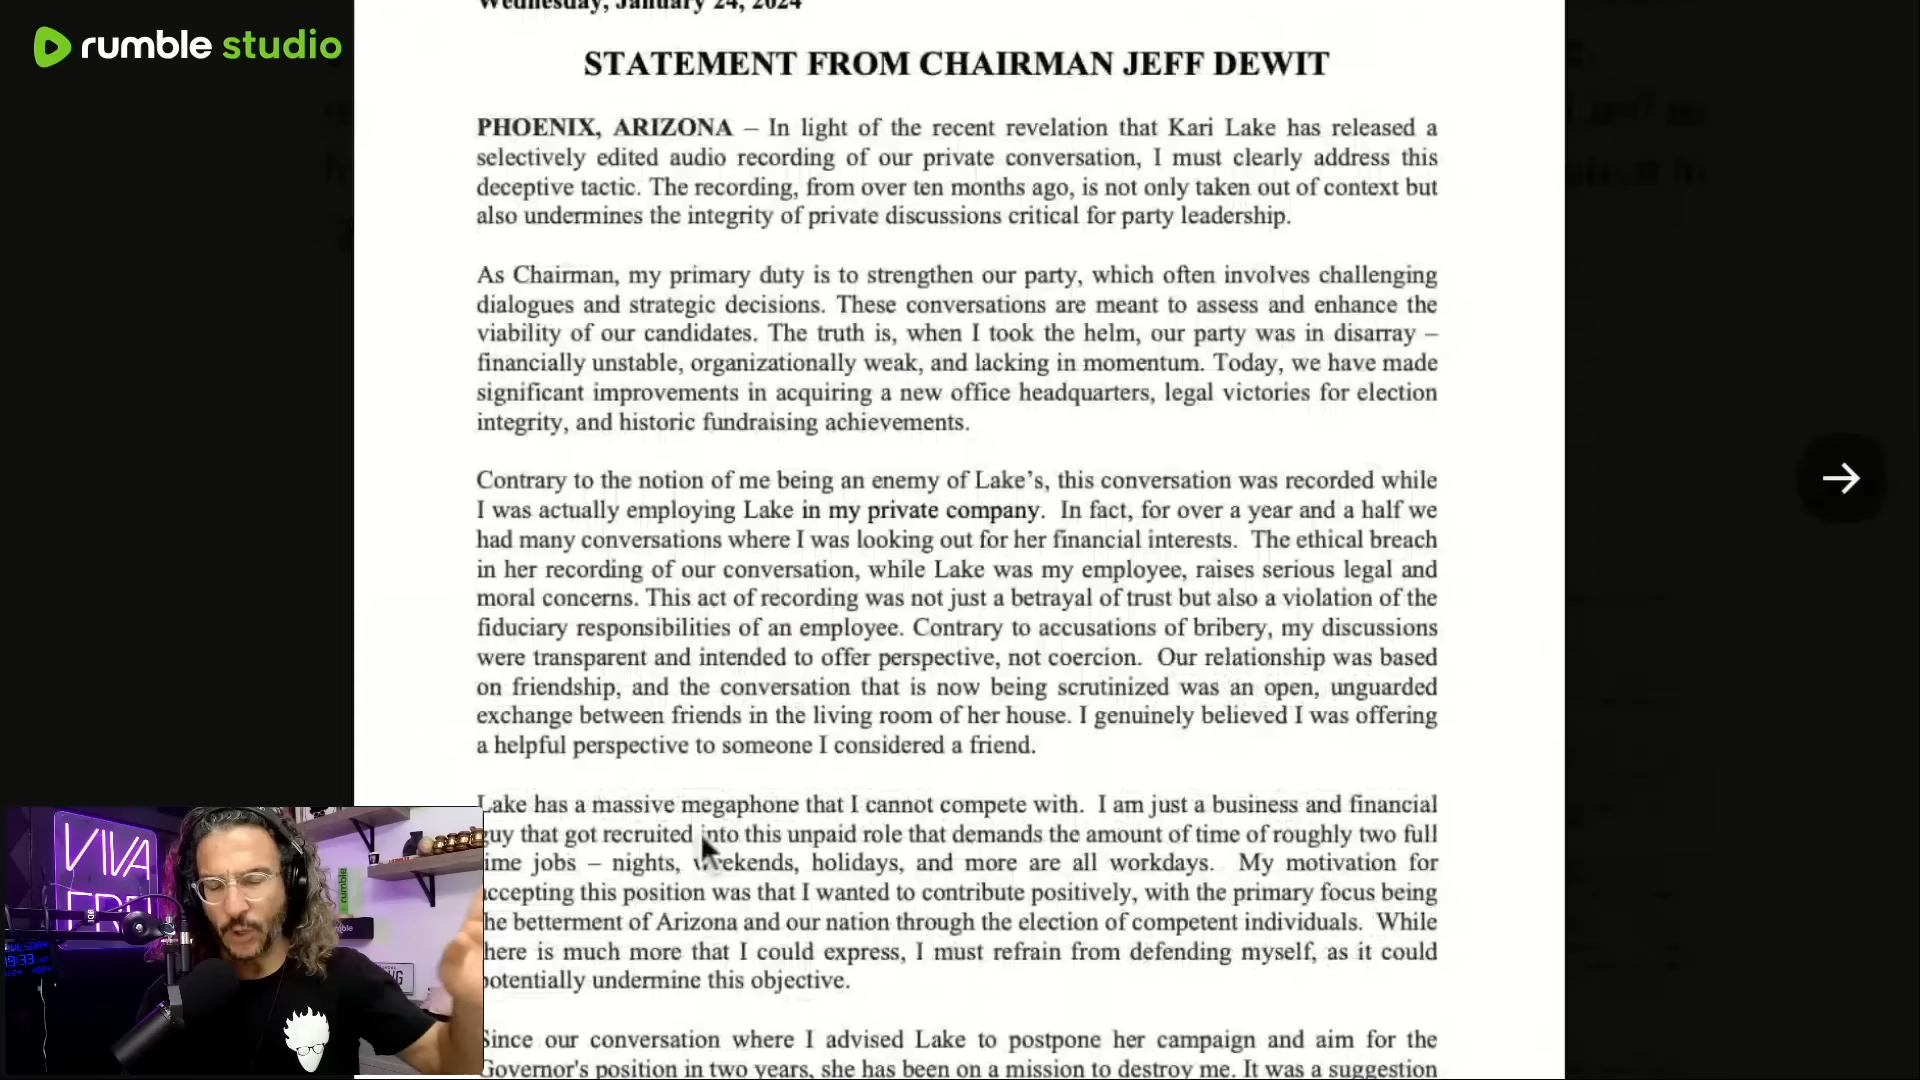 rumble studio
Wednesday, January 24, 2024
STATEMENT FROM CHAIRMAN JEFF DEWIT
PHOENIX, ARIZONA – In light of the recent revelation that Kari Lake has released a
selectively edited audio recording of our private conversation, I must clearly address this
deceptive tactic. The recording, from over ten months ago, is not only taken out of context but
also undermines the integrity of private discussions critical for party leadership.
As Chairman, my primary duty is to strengthen our party, which often involves challenging
dialogues and strategic decisions. These conversations are meant to assess and enhance the
viability of our candidates. The truth is, when I took the helm, our party was in disarray –
financially unstable, organizationally weak, and lacking in momentum. Today, we have made
significant improvements in acquiring a new office headquarters, legal victories for election
integrity, and historic fundraising achievements.
Contrary to the notion of me being an enemy of Lake’s, this conversation was recorded while
I was actually employing Lake in my private company. In fact, for over a year and a half we
had many conversations where I was looking out for her financial interests. The ethical breach
in her recording of our conversation, while Lake was my employee, raises serious legal and
moral concerns. This act of recording was not just a betrayal of trust but also a violation of the
fiduciary responsibilities of an employee. Contrary to accusations of bribery, my discussions
were transparent and intended to offer perspective, not coercion. Our relationship was based
on friendship, and the conversation that is now being scrutinized was an open, unguarded
exchange between friends in the living room of her house. I genuinely believed I was offering
a helpful perspective to someone I considered a friend.
Lake has a massive megaphone that I cannot compete with. I am just a business and financial
guy that got recruited into this unpaid role that demands the amount of time of roughly two full
time jobs – nights, weekends, holidays, and more are all workdays. My motivation for
accepting this position was that I wanted to contribute positively, with the primary focus being
the betterment of Arizona and our nation through the election of competent individuals. While
there is much more that I could express, I must refrain from defending myself, as it could
potentially undermine this objective.
Since our conversation where I advised Lake to postpone her campaign and aim for the
Governor's position in two years, she has been on a mission to destroy me. It was a suggestion
VIVA
FREI
rumble